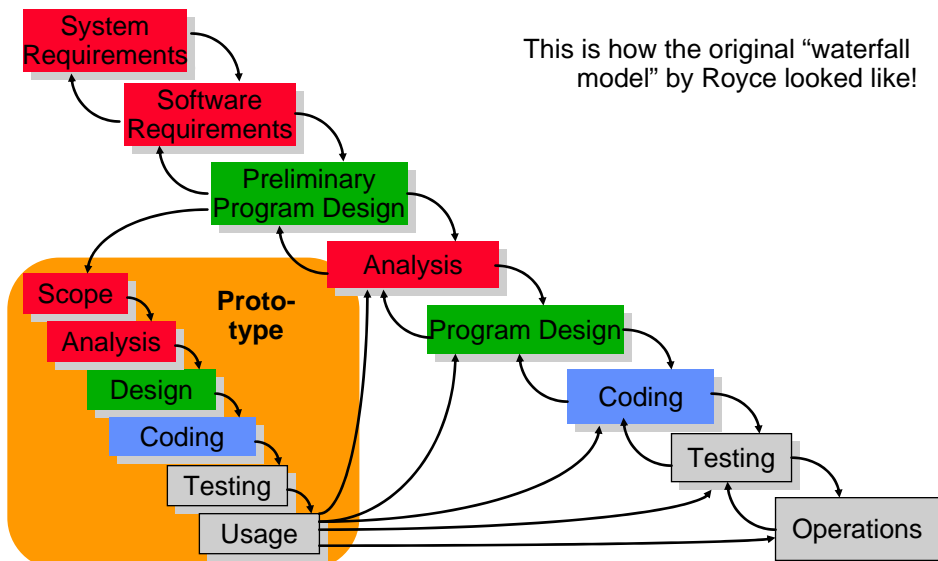 System
Requirements
This is how the original “waterfall
model” by Royce looked like!
Software
Requirements
Preliminary
Program Design
Analysis
Scope
Proto-
type
Analysis
Program Design
Design
Coding
Coding
Testing
Testing
Usage
Operations